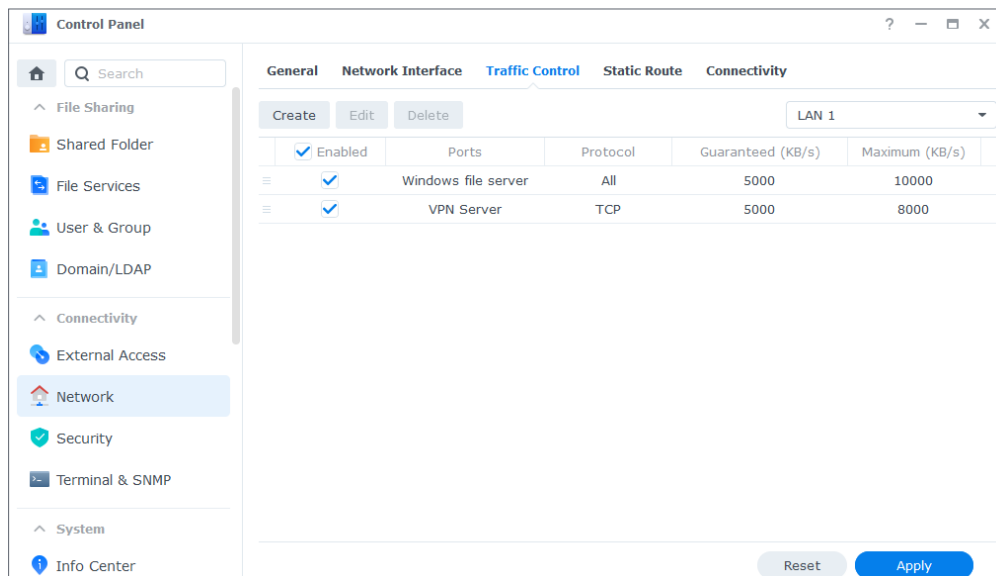 Control Panel
?
Search
General Network Interface Traffic Control Static Route Connectivity
File Sharing
Shared Folder
File Services
User & Group
Domain/LDAP
Connectivity
External Access
Network
Security
Terminal & SNMP
System
Info Center
Create Edit Delete LAN 1
Enabled Ports Protocol Guaranteed (KB/s) Maximum (KB/s)
Windows file server All 5000 10000
VPN Server TCP 5000 8000
Reset Apply